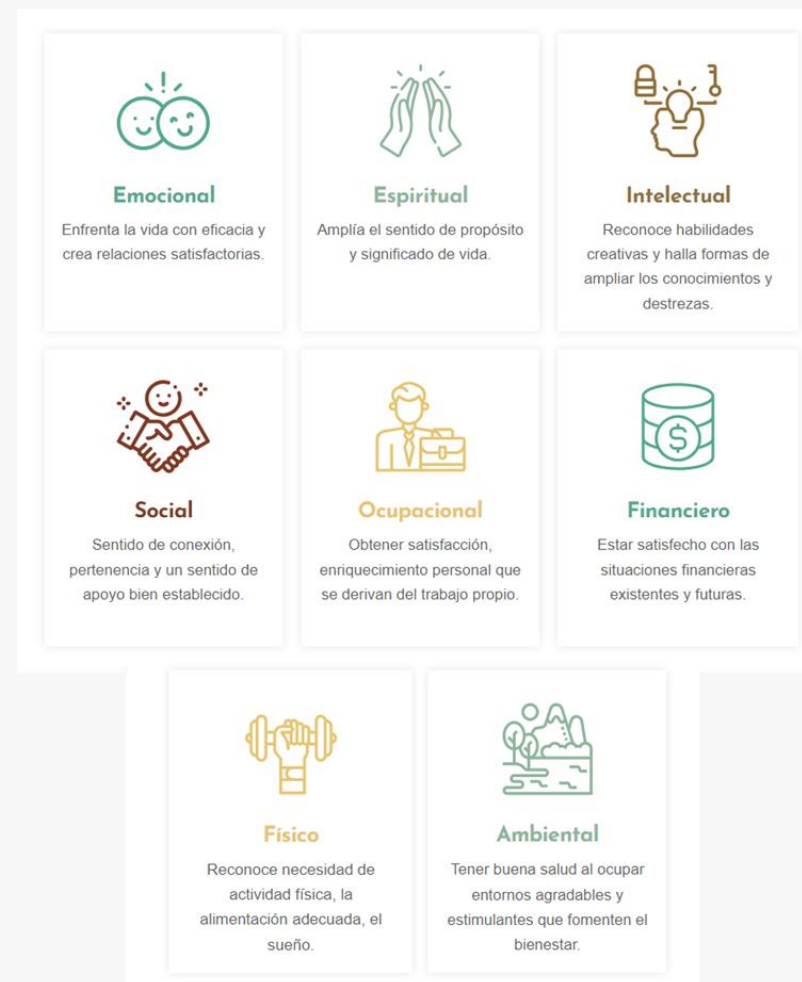 Emocional
Enfrenta la vida con eficacia y
crea relaciones satisfactorias.
Espiritual
Amplía el sentido de propósito
y significado de vida.
Intelectual
Reconoce habilidades
creativas y halla formas de
ampliar los conocimientos y
destrezas.
Social
Sentido de conexión,
pertenencia y un sentido de
apoyo bien establecido.
Ocupacional
Obtener satisfacción,
enriquecimiento personal que
se derivan del trabajo propio.
Financiero
Estar satisfecho con las
situaciones financieras
existentes y futuras.
Físico
Reconoce necesidad de
actividad física, la
alimentación adecuada, el
sueño.
Ambiental
Tener buena salud al ocupar
entornos agradables y
estimulantes que fomenten el
bienestar.